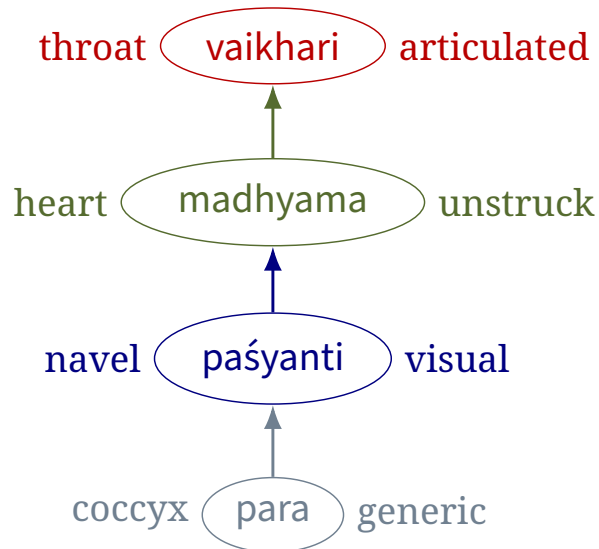 throat vaikhari articulated
heart madhyama unstruck
navel paśyanti visual
coccyx para generic